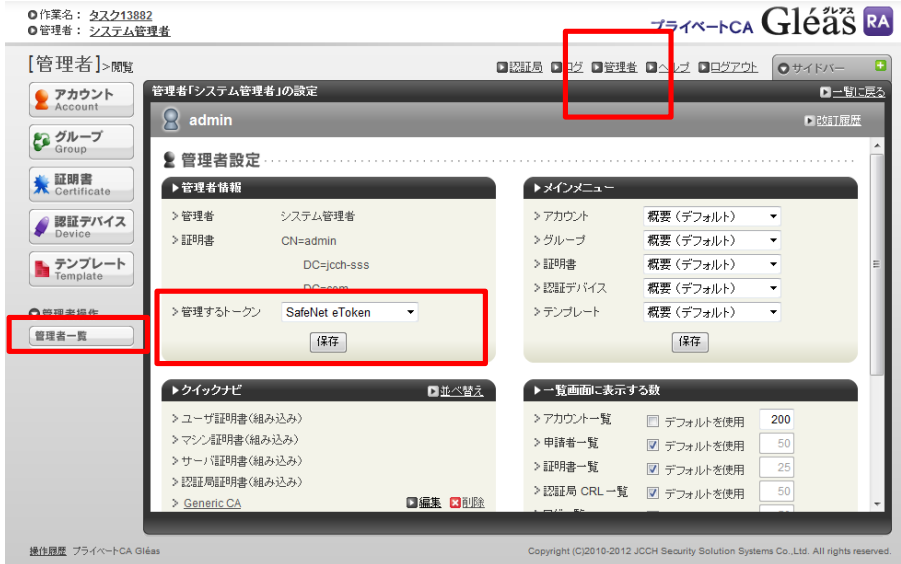 作業名： タスク13882
管理者： システム管理者
プライベートCA Gléas グレアス RA
[管理者]>閲覧
認証局 ログ 管理者 ヘルプ ログアウト サイドバー
アカウント
Account
グループ
Group
証明書
Certificate
認証デバイス
Device
テンプレート
Template
管理者操作
管理者一覧
管理者「システム管理者」の設定
一覧に戻る
admin
改訂履歴
管理者設定
▶管理者情報
>管理者 システム管理者
>証明書 CN=admin
DC=jcch-sss
DC=com
>管理するトークン SafeNet eToken
保存
▶メインメニュー
>アカウント 概要（デフォルト）
>グループ 概要（デフォルト）
>証明書 概要（デフォルト）
>認証デバイス 概要（デフォルト）
>テンプレート 概要（デフォルト）
保存
▶クイックナビ 並べ替え
>ユーザ証明書(組み込み)
>マシン証明書(組み込み)
>サーバ証明書(組み込み)
>認証局証明書(組み込み)
> Generic CA 編集 削除
▶一覧画面に表示する数
>アカウント一覧 デフォルトを使用 200
>申請者一覧 デフォルトを使用 50
>証明書一覧 デフォルトを使用 25
>認証局 CRL一覧 デフォルトを使用 50
操作履歴 プライベートCA Gléas
Copyright (C)2010-2012 JCCH Security Solution Systems Co.,Ltd. All rights reserved.